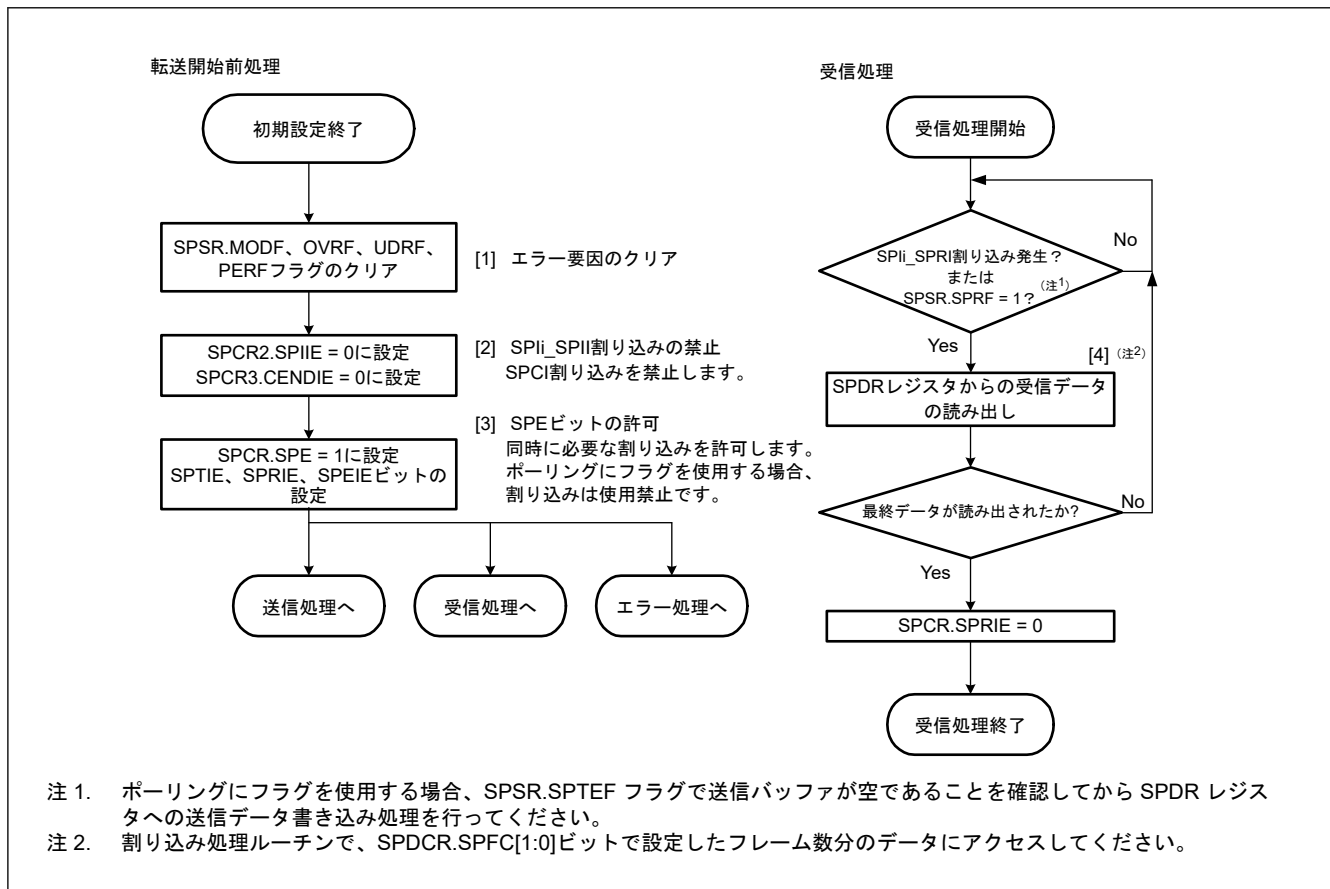 転送開始前処理
初期設定終了
SPSR.MODF、OVRF、UDRF、
PERFフラグのクリア
[1] エラー要因のクリア
SPCR2.SPIIE = 0に設定
SPCR3.CENDIE = 0に設定
[2] SPIi_SPII割り込みの禁止
SPCI割り込みを禁止します。
SPCR.SPE = 1に設定
SPTIE、SPRIE、SPEIEビットの
設定
[3] SPEビットの許可
同時に必要な割り込みを許可します。
ポーリングにフラグを使用する場合、
割り込みは使用禁止です。
送信処理へ
受信処理へ
エラー処理へ
受信処理
受信処理開始
SPIi_SPRI割り込み発生？
または
SPSR.SPRF = 1？（注1）
No
Yes
[4]（注2）
SPDRレジスタからの受信データ
の読み出し
最終データが読み出されたか?
No
Yes
SPCR.SPRIE = 0
受信処理終了
注 1. ポーリングにフラグを使用する場合、SPSR.SPTEF フラグで送信バッファが空であることを確認してから SPDR レジス
タへの送信データ書き込み処理を行ってください。
注 2. 割り込み処理ルーチンで、SPDCR.SPFC[1:0]ビットで設定したフレーム数分のデータにアクセスしてください。